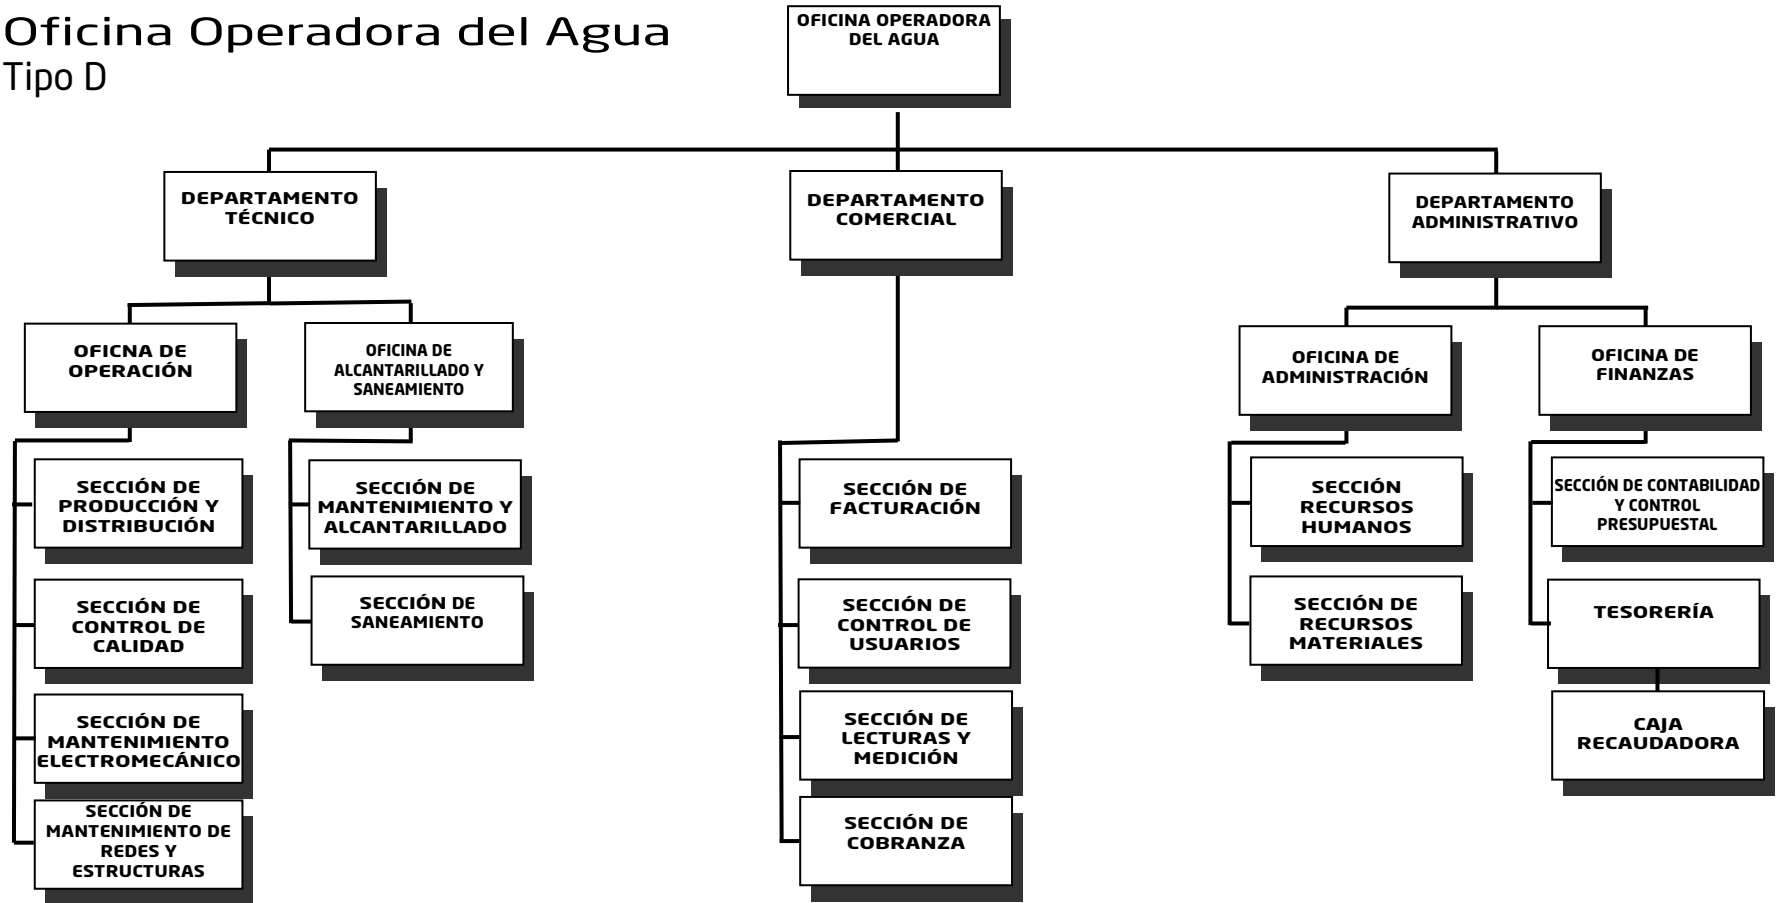 Oficina Operadora del Agua
Tipo D
OFICINA OPERADORA
DEL AGUA
DEPARTAMENTO
TÉCNICO
DEPARTAMENTO
COMERCIAL
DEPARTAMENTO
ADMINISTRATIVO
OFICNA DE
OPERACIÓN
OFICINA DE
ALCANTARILLADO Y
SANEAMIENTO
OFICINA DE
ADMINISTRACIÓN
OFICINA DE
FINANZAS
SECCIÓN DE
PRODUCCIÓN Y
DISTRIBUCIÓN
SECCIÓN DE
MANTENIMIENTO Y
ALCANTARILLADO
SECCIÓN DE
FACTURACIÓN
SECCIÓN
RECURSOS
HUMANOS
SECCIÓN DE CONTABILIDAD
Y CONTROL
PRESUPUESTAL
SECCIÓN DE
CONTROL DE
CALIDAD
SECCIÓN DE
SANEAMIENTO
SECCIÓN DE
CONTROL DE
USUARIOS
SECCIÓN DE
RECURSOS
MATERIALES
TESORERÍA
SECCIÓN DE
MANTENIMIENTO
ELECTROMECÁNICO
SECCIÓN DE
LECTURAS Y
MEDICIÓN
CAJA
RECAUDADORA
SECCIÓN DE
MANTENIMIENTO DE
REDES Y
ESTRUCTURAS
SECCIÓN DE
COBRANZA